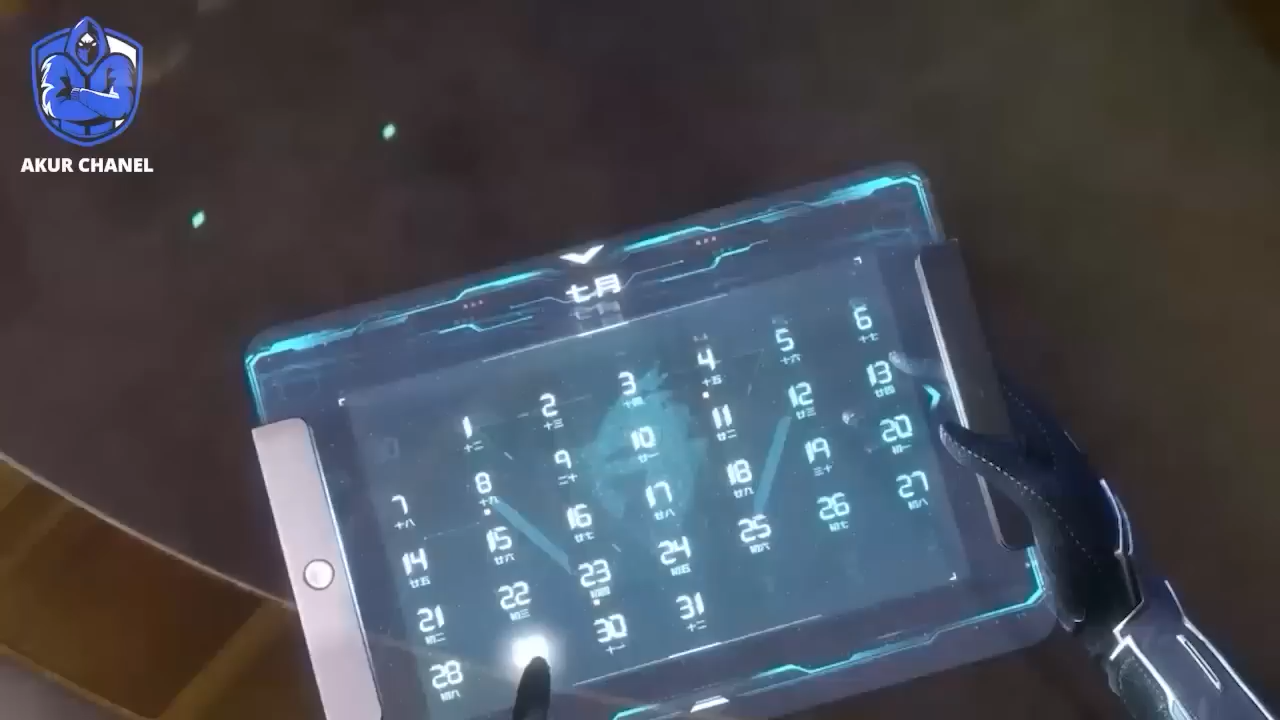 AKUR CHANEL
七月
1 2 3 4 5 6
十二 十三 十四 十五 十六 十七
7 8 9 10 11 12 13
十八 十九 二十 廿一 廿二 廿三 廿四
14 15 16 17 18 19 20
廿五 廿六 廿七 廿八 廿九 三十 初一
21 22 23 24 25 26 27
初二 初三 初四 初五 初六 初七 初八
28 30 31
十一 十二